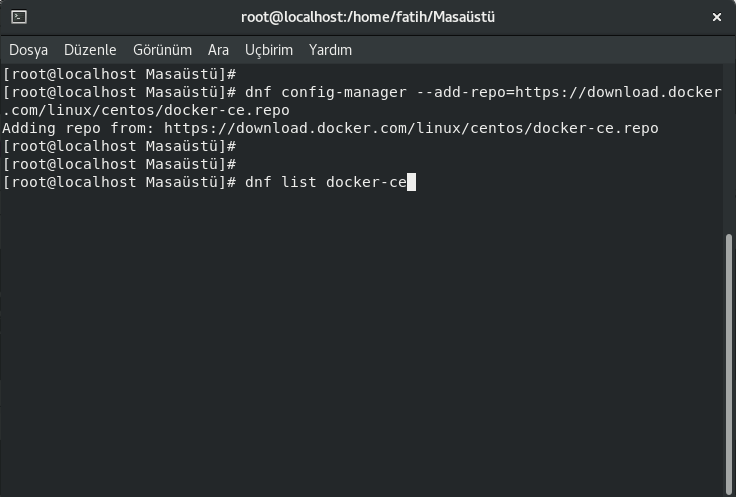 root@localhost:/home/fatih/Masaüstü
Dosya Düzenle Görünüm Ara Uçbirim Yardım
[root@localhost Masaüstü]#
[root@localhost Masaüstü]# dnf config-manager --add-repo=https://download.docker
.com/linux/centos/docker-ce.repo
Adding repo from: https://download.docker.com/linux/centos/docker-ce.repo
[root@localhost Masaüstü]#
[root@localhost Masaüstü]#
[root@localhost Masaüstü]# dnf list docker-ce